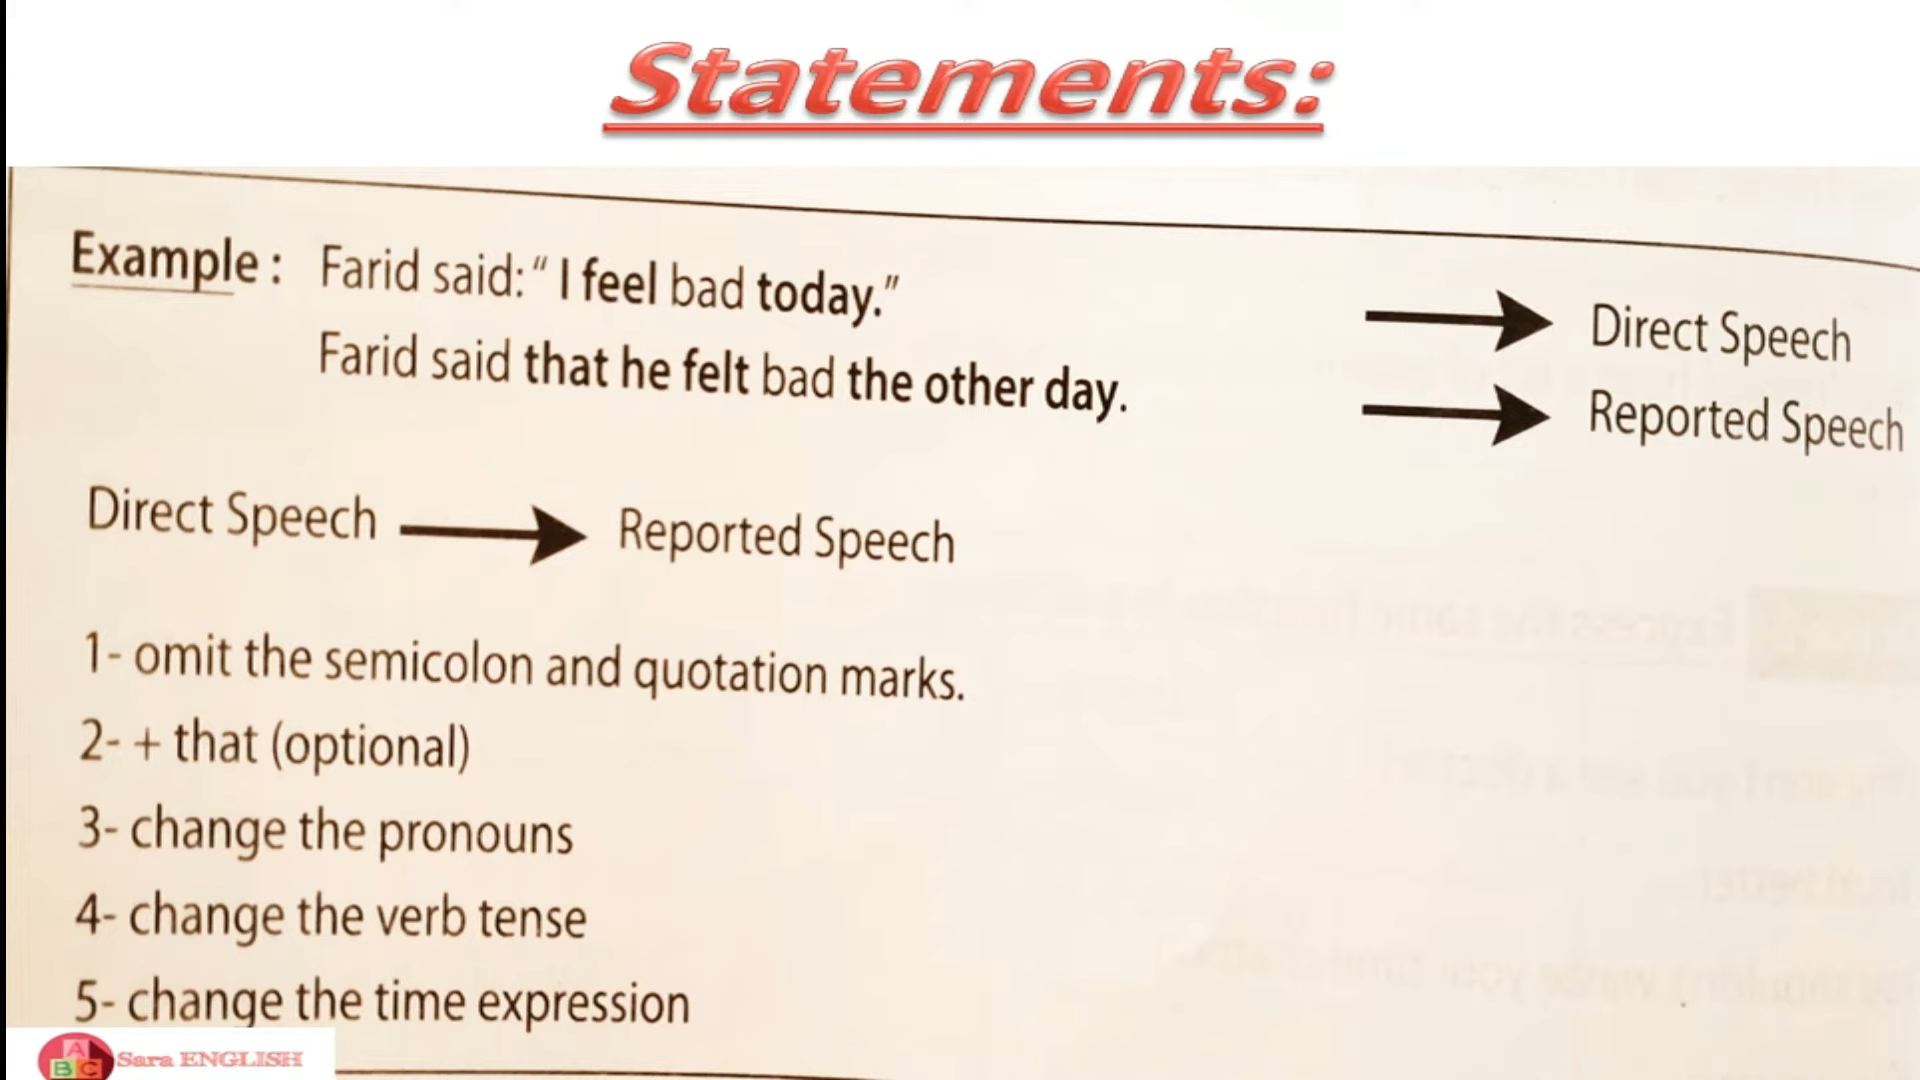 Statements:
Example : Farid said: “ I feel bad today.” Direct Speech
Farid said that he felt bad the other day. Reported Speech
Direct Speech Reported Speech
1- omit the semicolon and quotation marks.
2- + that (optional)
3- change the pronouns
4- change the verb tense
5- change the time expression
ABC Sara ENGLISH